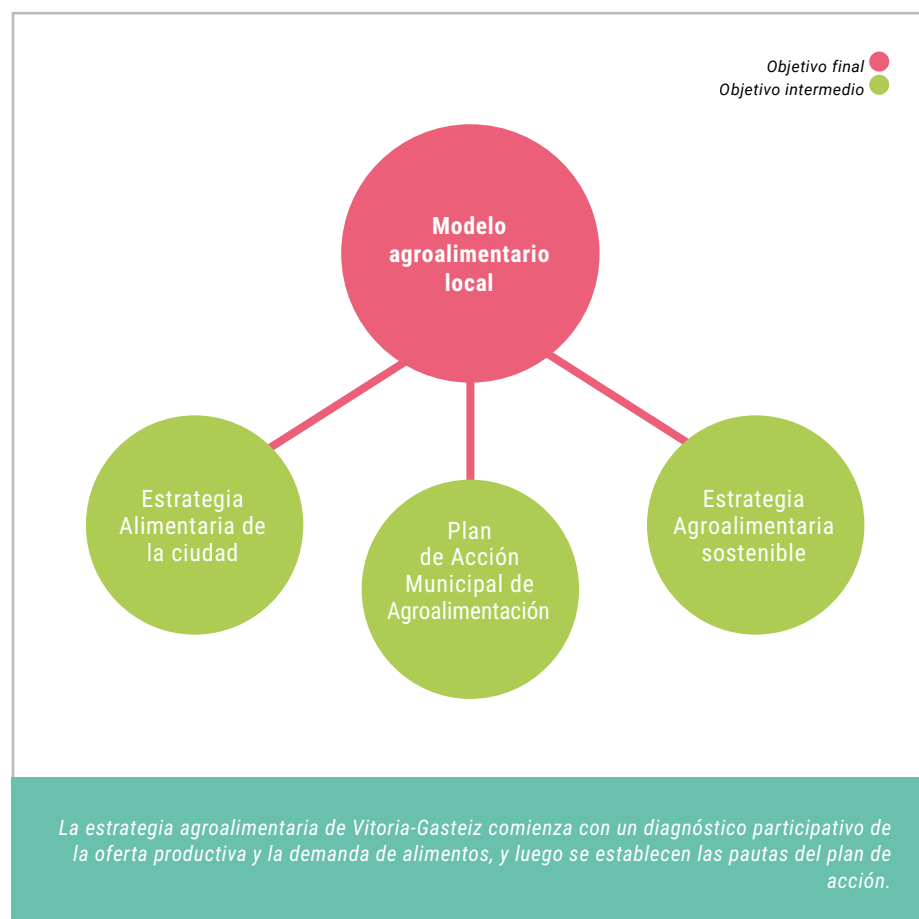 Objetivo final
Objetivo intermedio
Modelo
agroalimentario
local
Estrategia
Alimentaria de
la ciudad
Plan
de Acción
Municipal de
Agroalimentación
Estrategia
Agroalimentaria
sostenible
La estrategia agroalimentaria de Vitoria-Gasteiz comienza con un diagnóstico participativo de
la oferta productiva y la demanda de alimentos, y luego se establecen las pautas del plan de
acción.